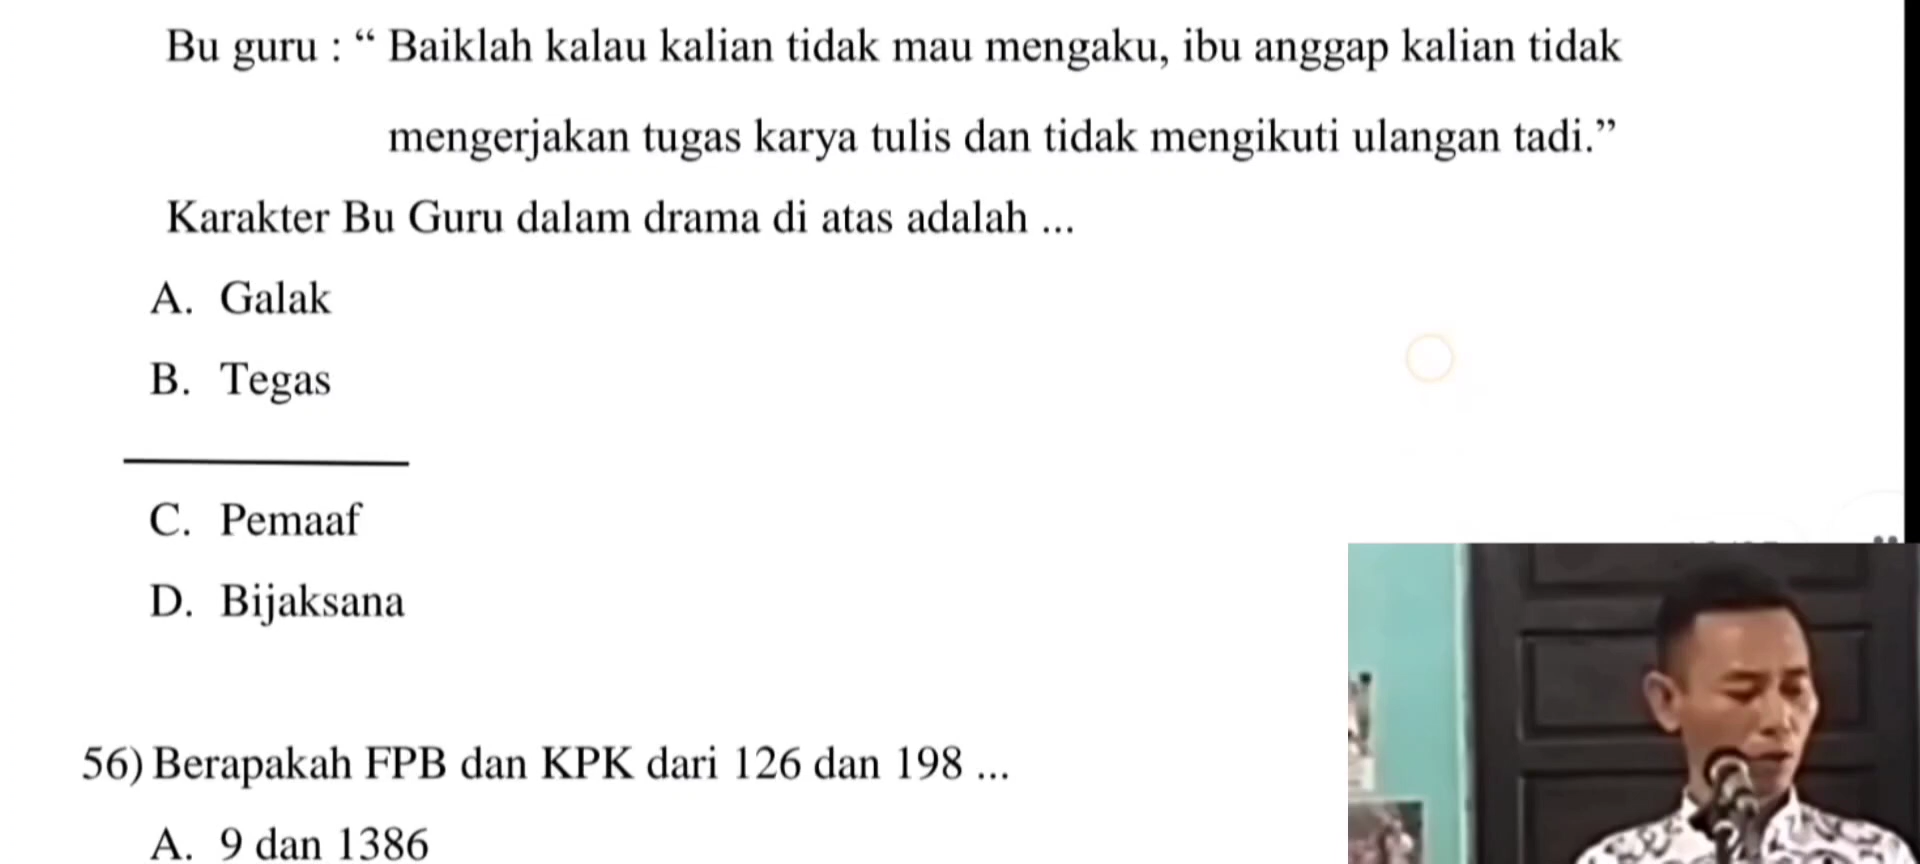 Bu guru : “ Baiklah kalau kalian tidak mau mengaku, ibu anggap kalian tidak
mengerjakan tugas karya tulis dan tidak mengikuti ulangan tadi.”
Karakter Bu Guru dalam drama di atas adalah ...
A. Galak
B. Tegas
C. Pemaaf
D. Bijaksana
56) Berapakah FPB dan KPK dari 126 dan 198 ...
A. 9 dan 1386